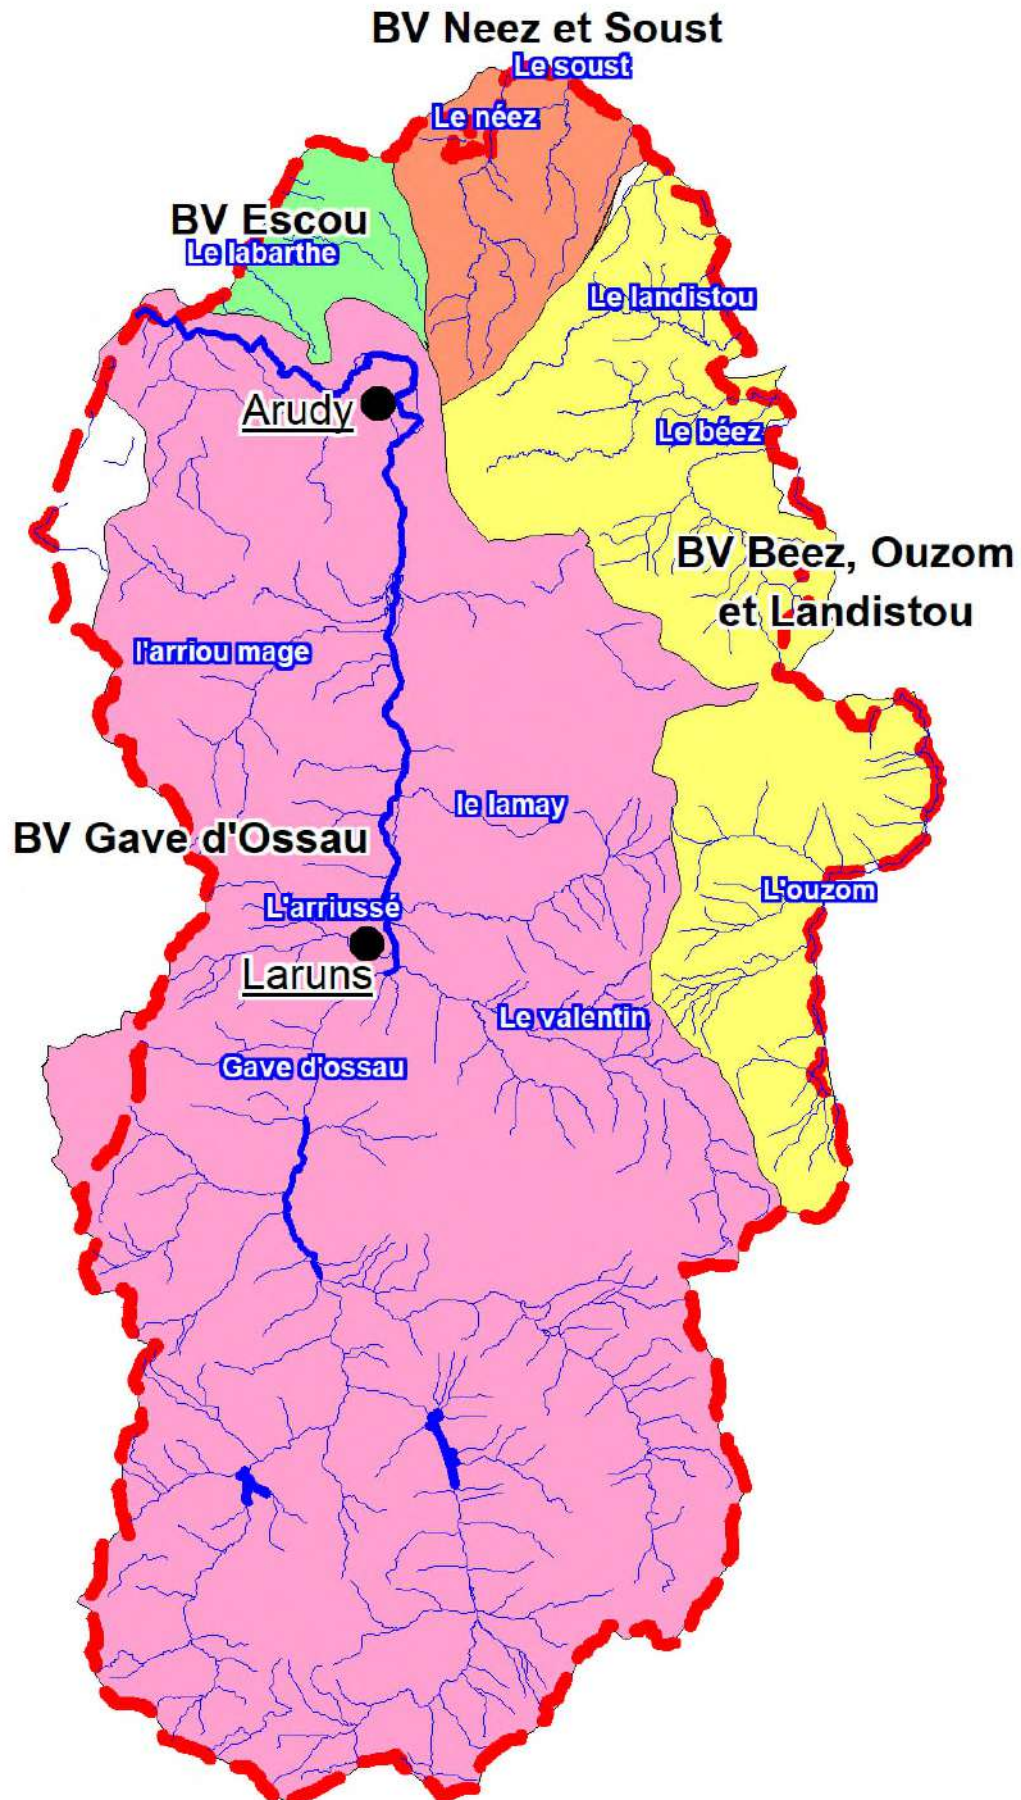 BV Neez et Soust
Le soust
Le néez
BV Escou
Le labarthe
Le landistou
Arudy
Le béez
BV Beez, Ouzom
et Landistou
l'arriou mage
le lamay
BV Gave d'Ossau
L'ouzom
L'arriussé
Laruns
Le valentin
Gave d'ossau